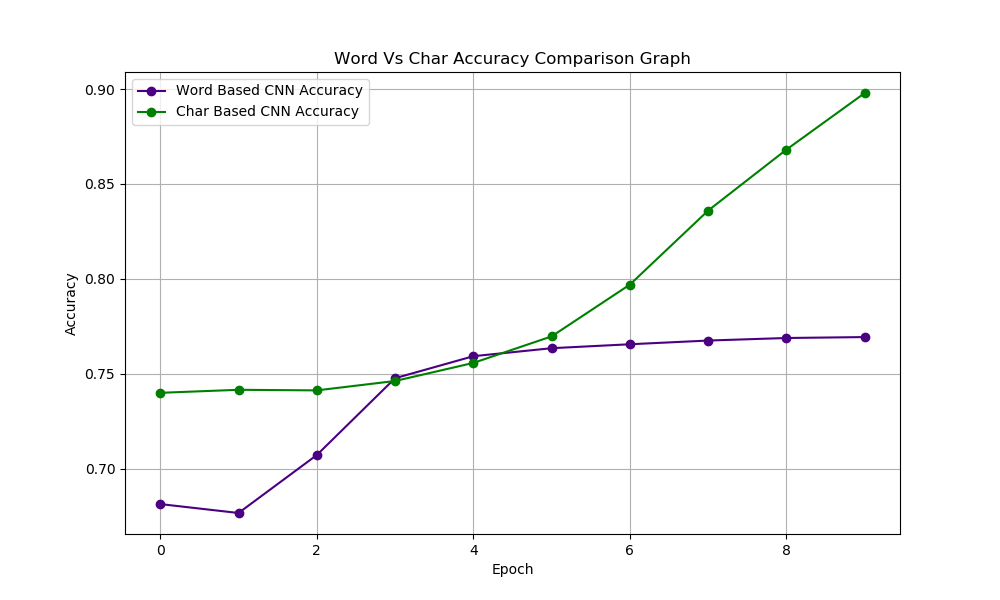 Word Vs Char Accuracy Comparison Graph
Word Based CNN Accuracy
Char Based CNN Accuracy
0.90
0.85
0.80
0.75
0.70
Accuracy
0 2 4 6 8
Epoch